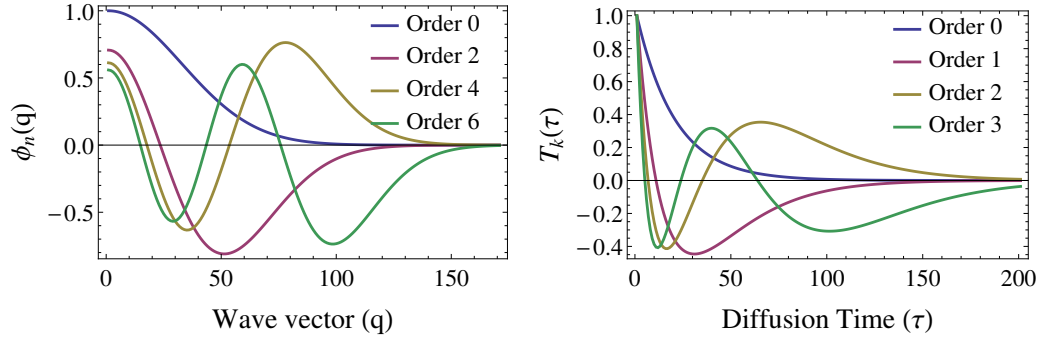 1.0
0.5
0.0
−0.5
ϕn(q)
Order 0
Order 2
Order 4
Order 6
0 50 100 150
Wave vector (q)
1.0
0.8
0.6
0.4
0.2
0.0
−0.2
−0.4
Tk(τ)
Order 0
Order 1
Order 2
Order 3
0 50 100 150 200
Diffusion Time (τ)